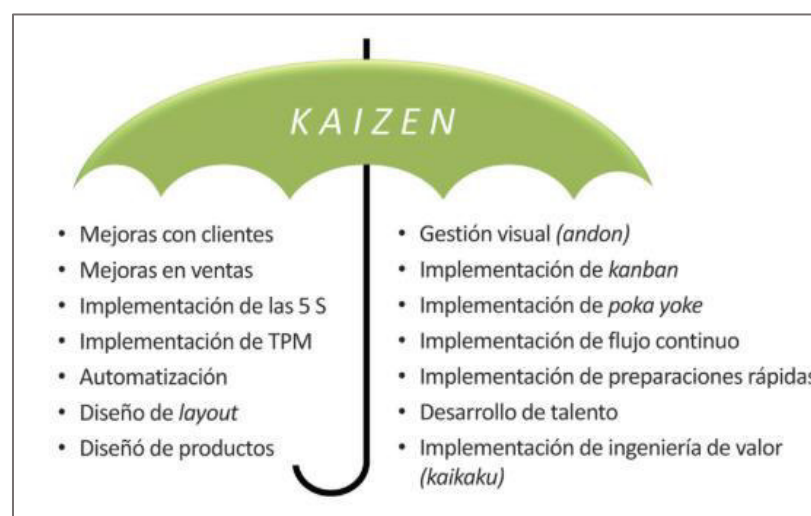 KAIZEN
• Mejoras con clientes
• Mejoras en ventas
• Implementación de las 5 S
• Implementación de TPM
• Automatización
• Diseño de layout
• Diseñó de productos
• Gestión visual (andon)
• Implementación de kanban
• Implementación de poka yoke
• Implementación de flujo continuo
• Implementación de preparaciones rápidas
• Desarrollo de talento
• Implementación de ingeniería de valor
(kaikaku)